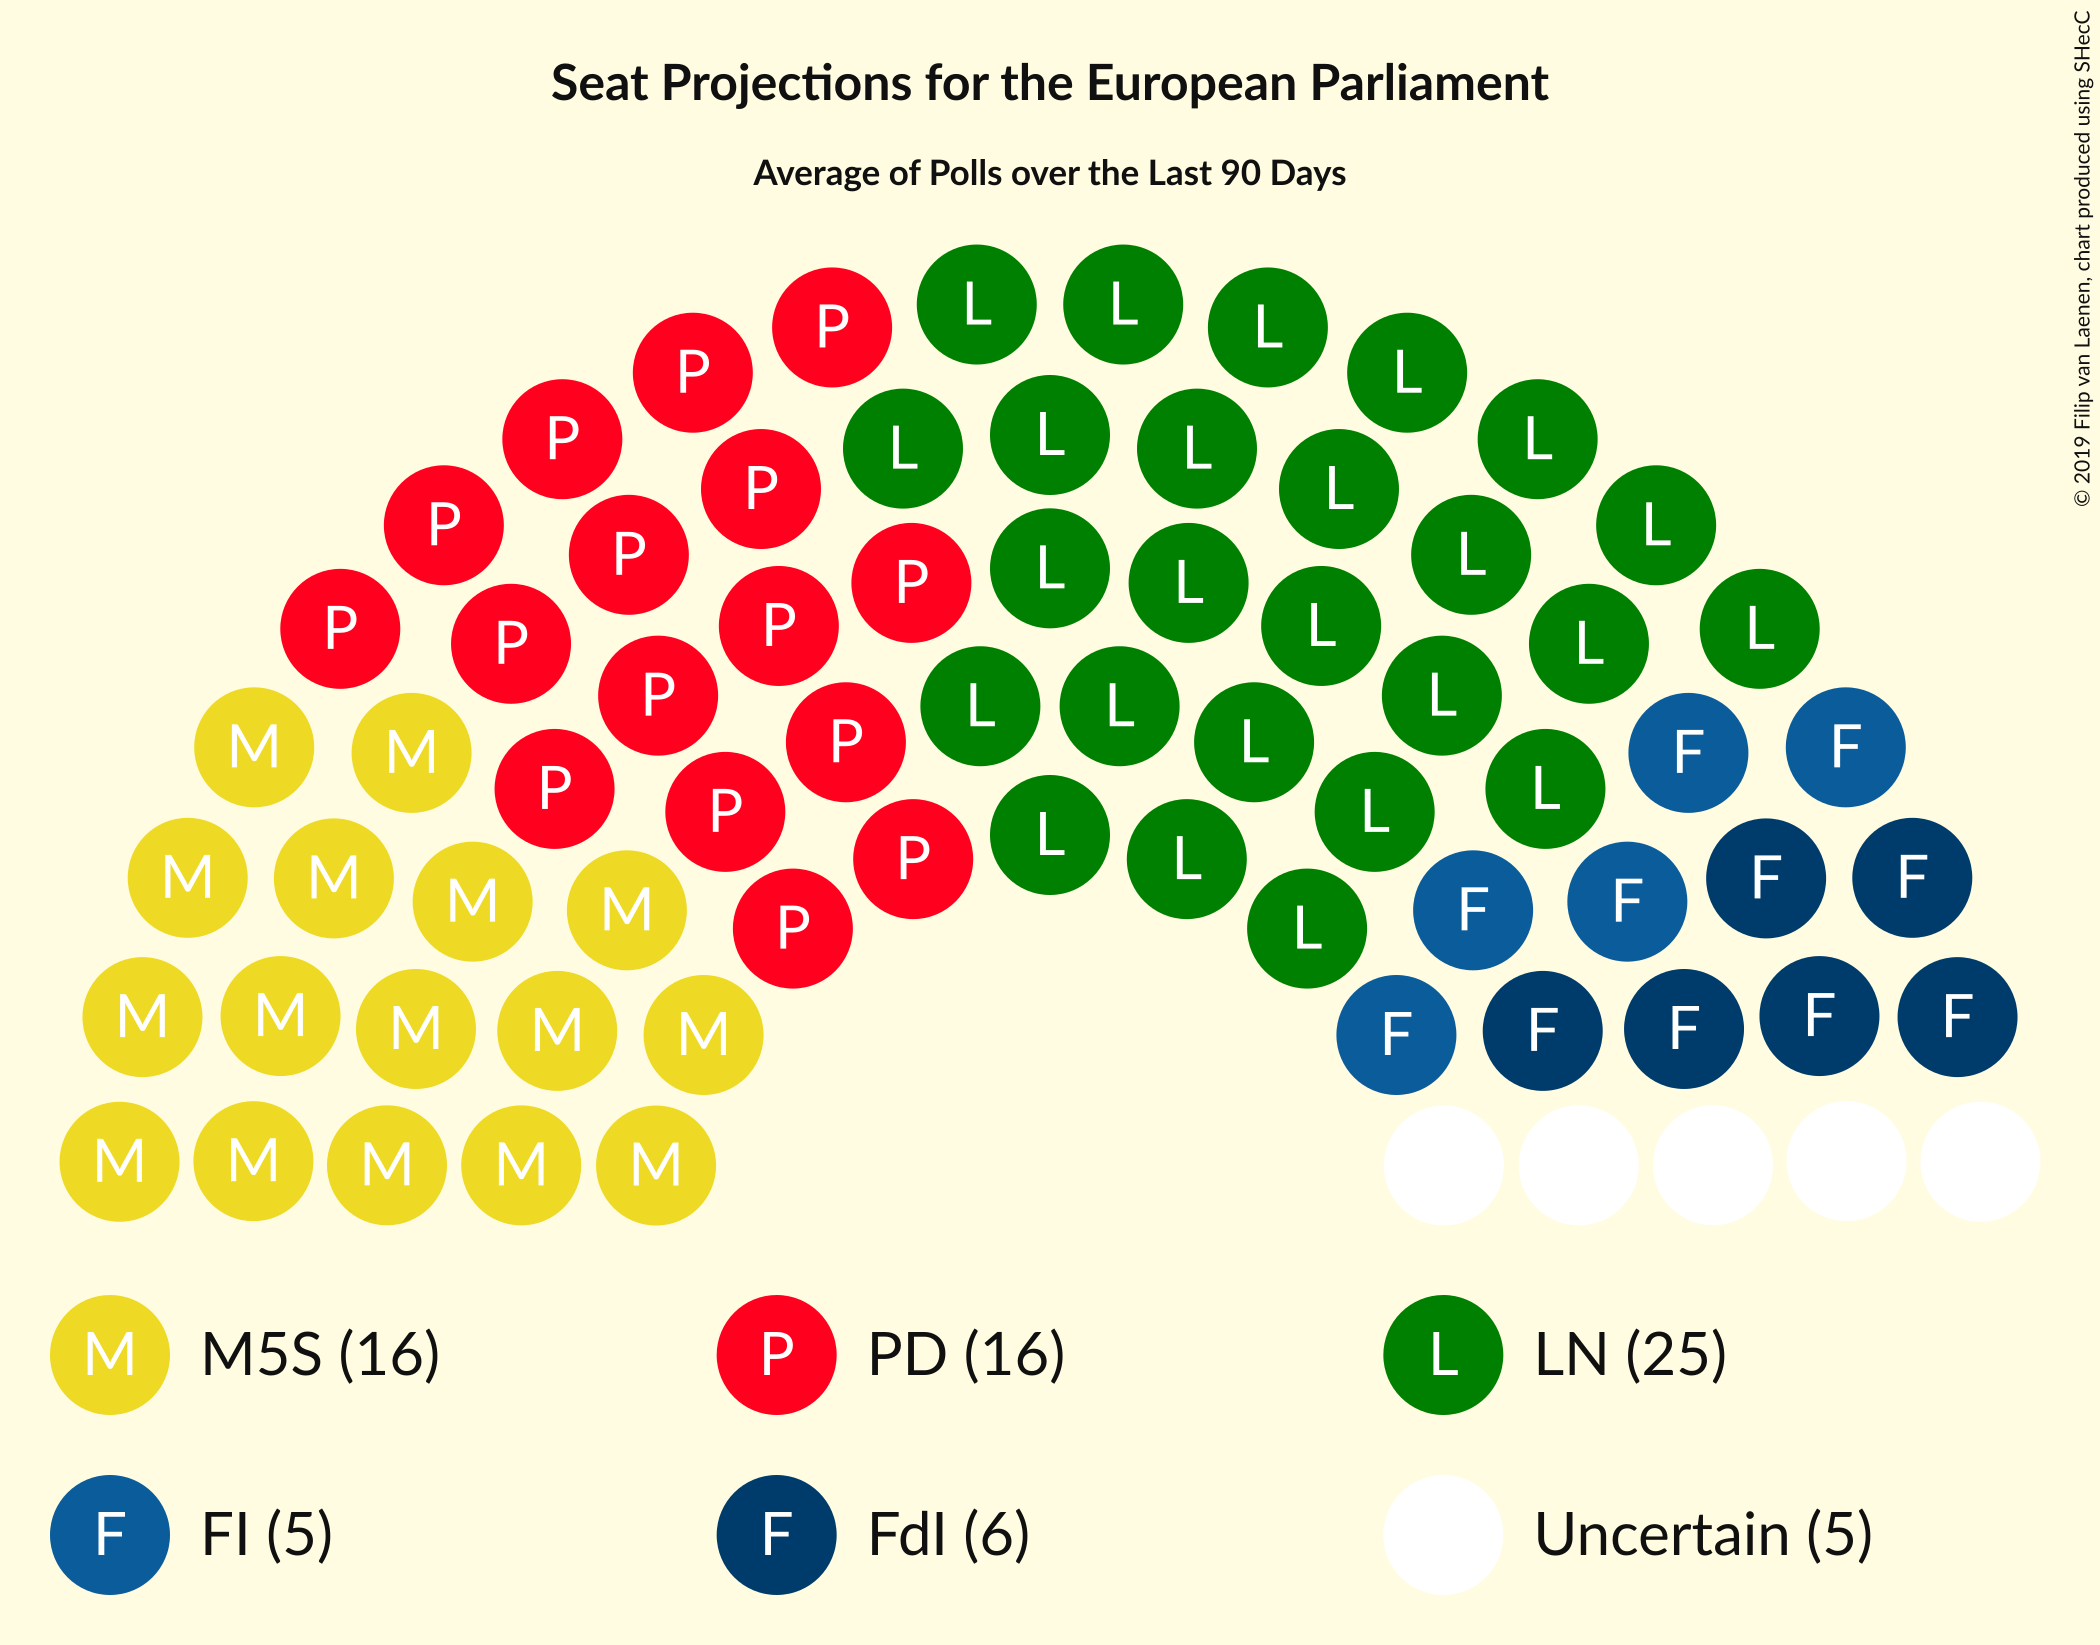 Seat Projections for the European Parliament
Average of Polls over the Last 90 Days
© 2019 Filip van Laenen, chart produced using SHecC
L L
P L
P L
P L
L
P L
P L
P L
P L
P L
L
P L
P L
P L
P L
L L
P L
M M
M F
M F
P L
P L
L
P L
M M F F
M F
M F
P L
M M F F
M M F F
M F
M M M M M
M M5S (16) P PD (16) L LN (25)
F FI (5) F FdI (6) Uncertain (5)